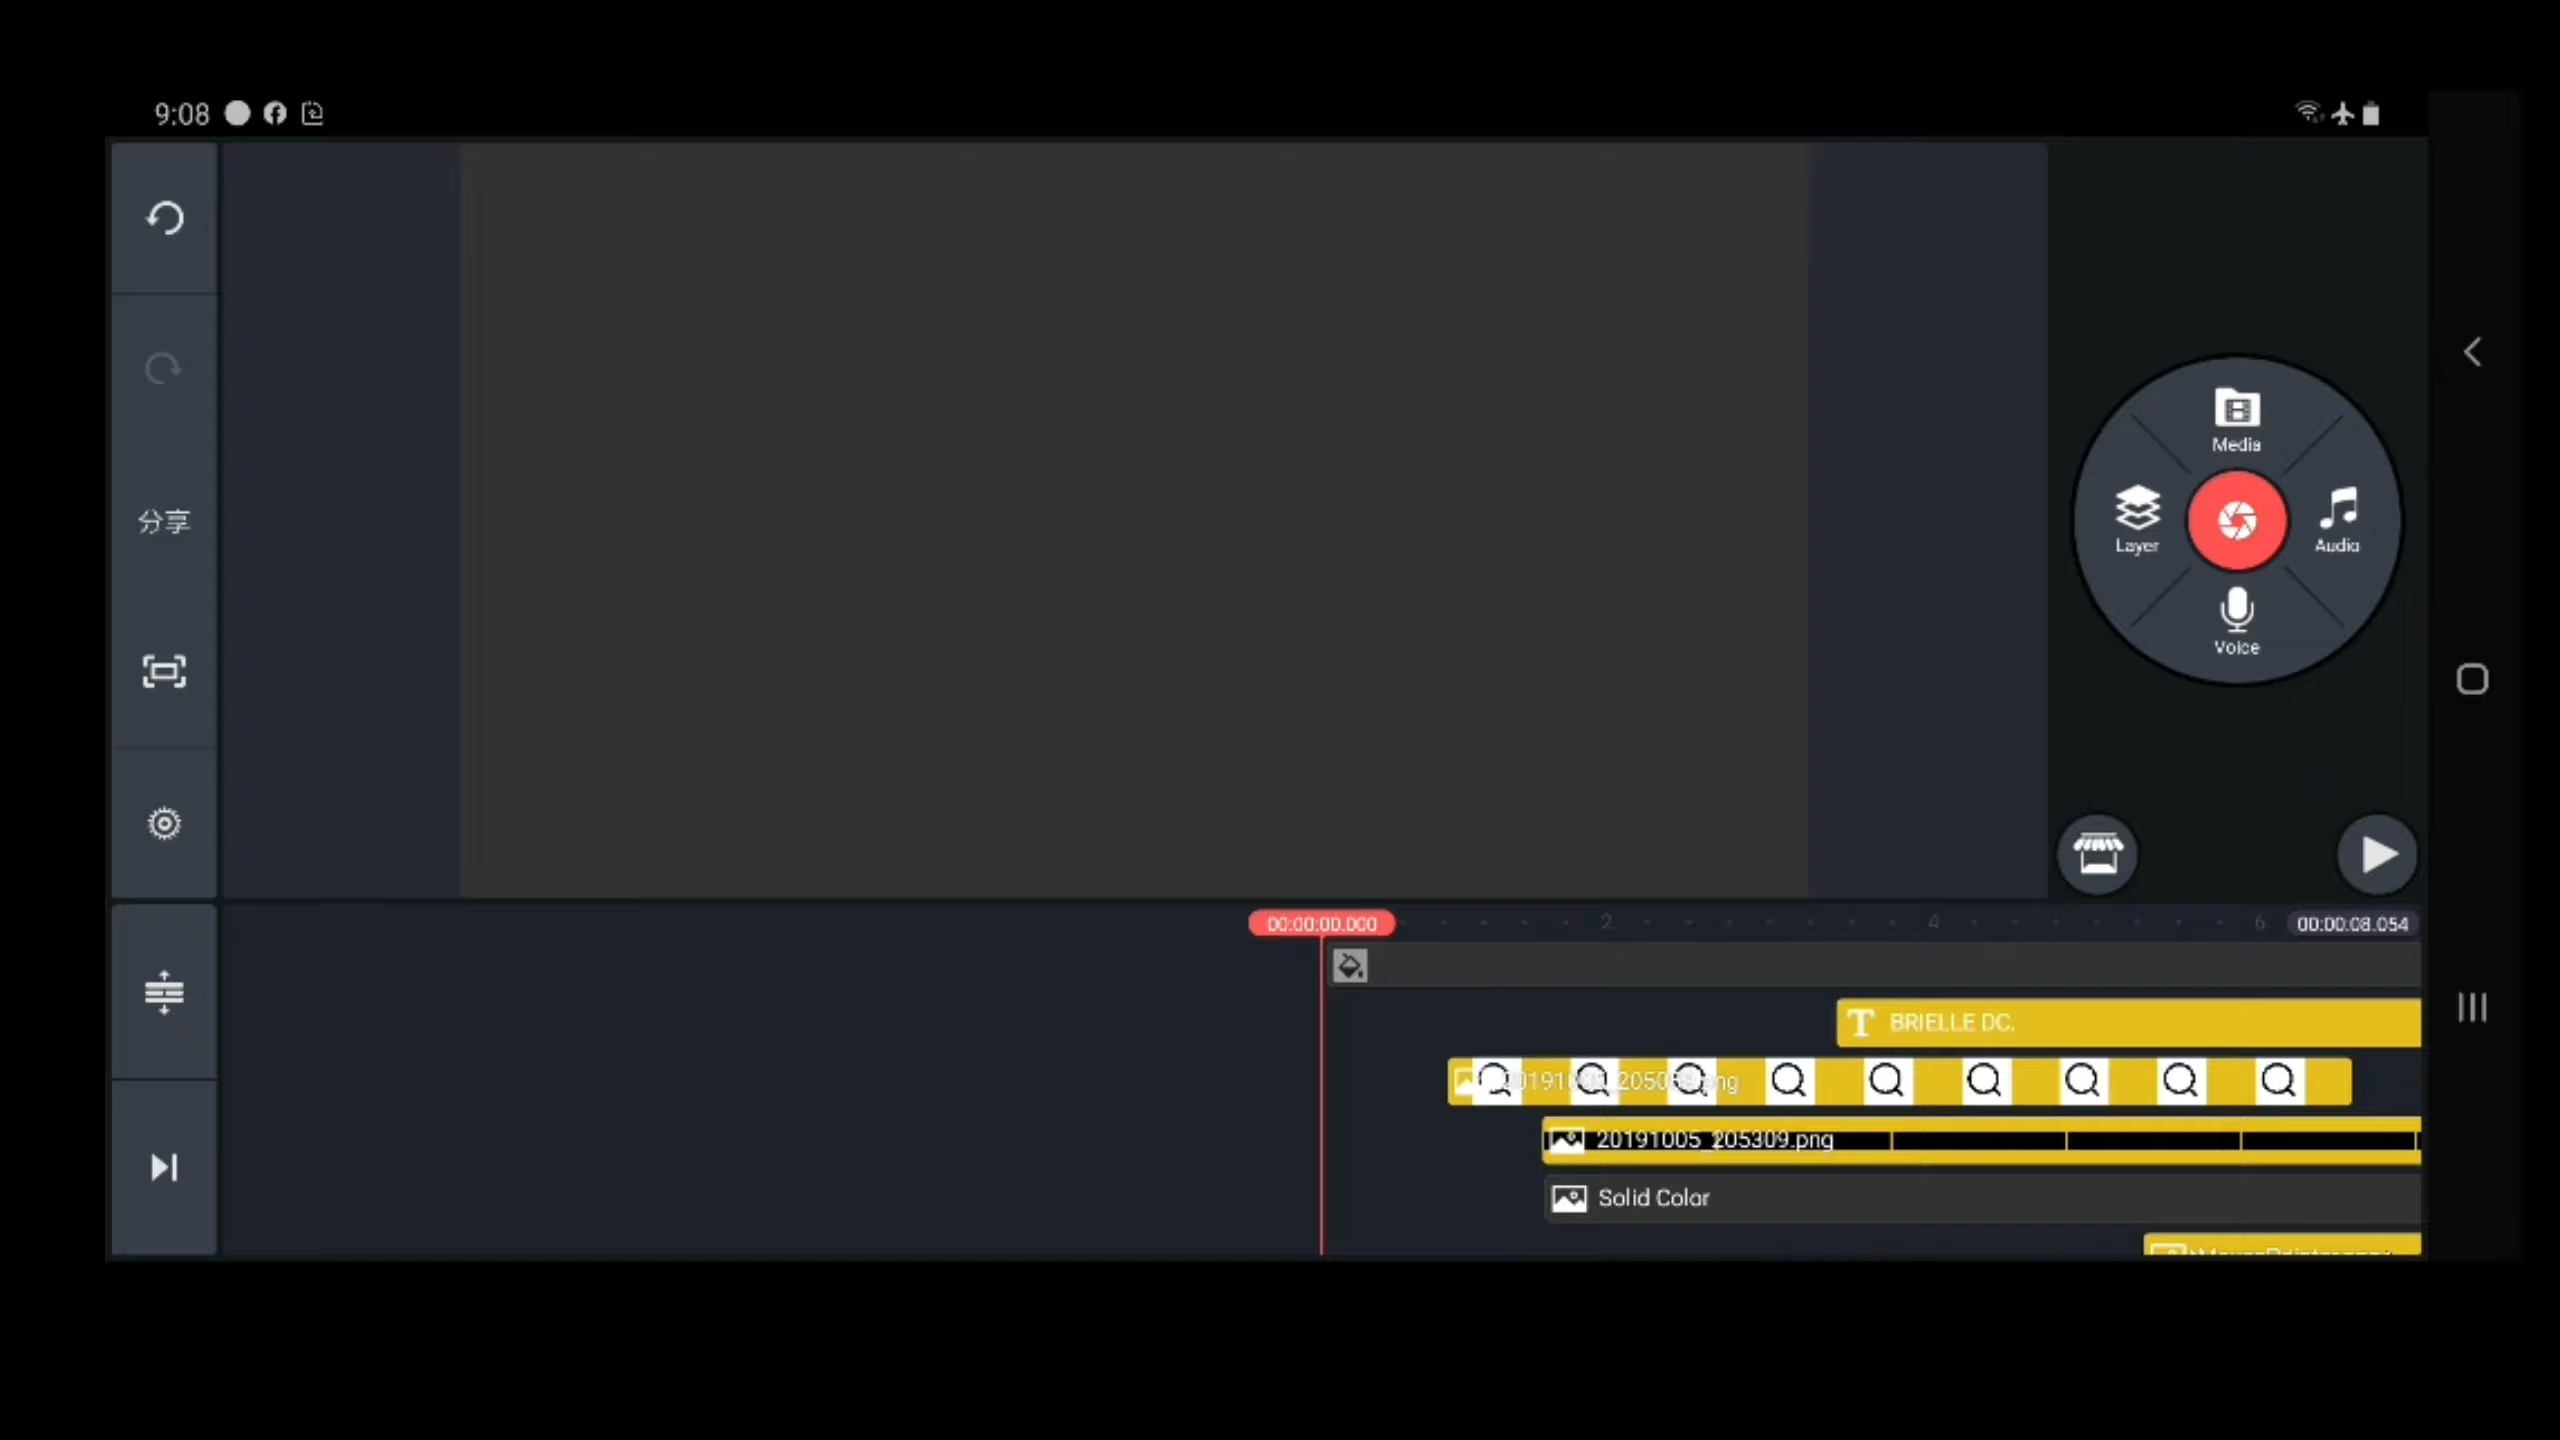 9:08
Media
Layer
Audio
Voice
分享
00:00:00.000
2
4
6
00:00:08.054
BRIELLE DC.
20191005_205309.png
Solid Color